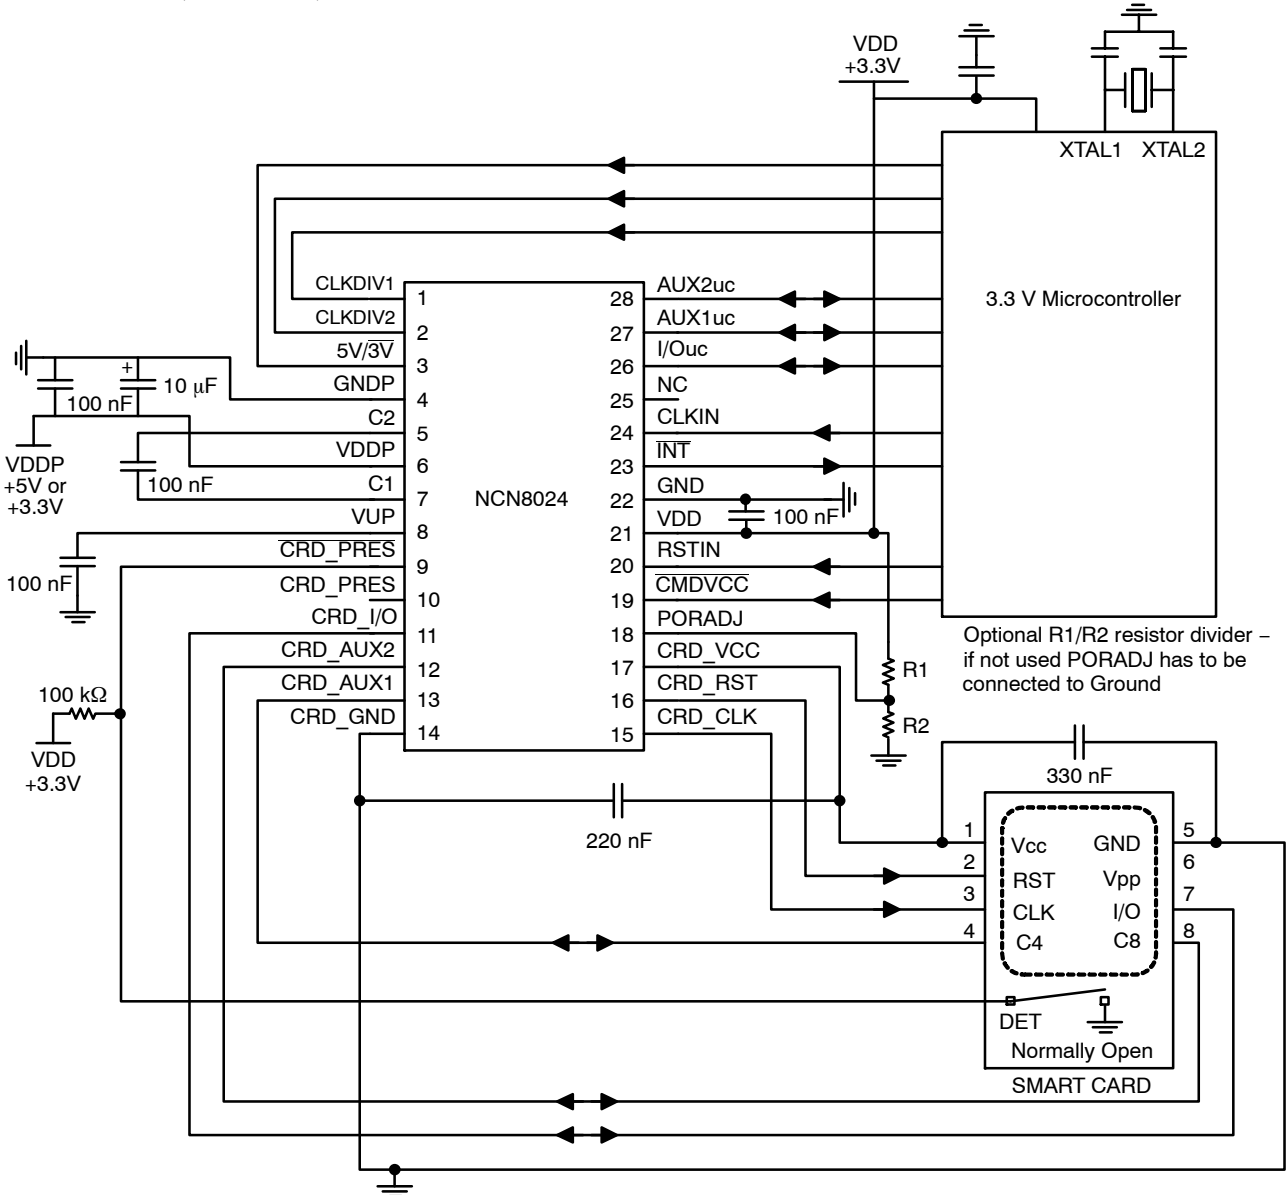 VDD
+3.3V
XTAL1 XTAL2
3.3 V Microcontroller
CLKDIV1
1
CLKDIV2
2
5V/3V
3
GNDP
4
C2
5
VDDP
6
C1
7
VUP
8
CRD_PRES
9
CRD_PRES
10
CRD_I/O
11
CRD_AUX2
12
CRD_AUX1
13
CRD_GND
14
NCN8024
AUX2uc
28
AUX1uc
27
I/Ouc
26
NC
25
CLKIN
24
INT
23
GND
22
VDD
21
RSTIN
20
CMDVCC
19
PORADJ
18
CRD_VCC
17
CRD_RST
16
CRD_CLK
15
+
10 µF
100 nF
VDDP
+5V or
+3.3V
100 nF
100 nF
100 nF
100 kΩ
VDD
+3.3V
R1
R2
Optional R1/R2 resistor divider –
if not used PORADJ has to be
connected to Ground
220 nF
330 nF
1
Vcc
GND
5
2
RST
Vpp
6
3
CLK
I/O
7
4
C4
C8
8
DET
Normally Open
SMART CARD